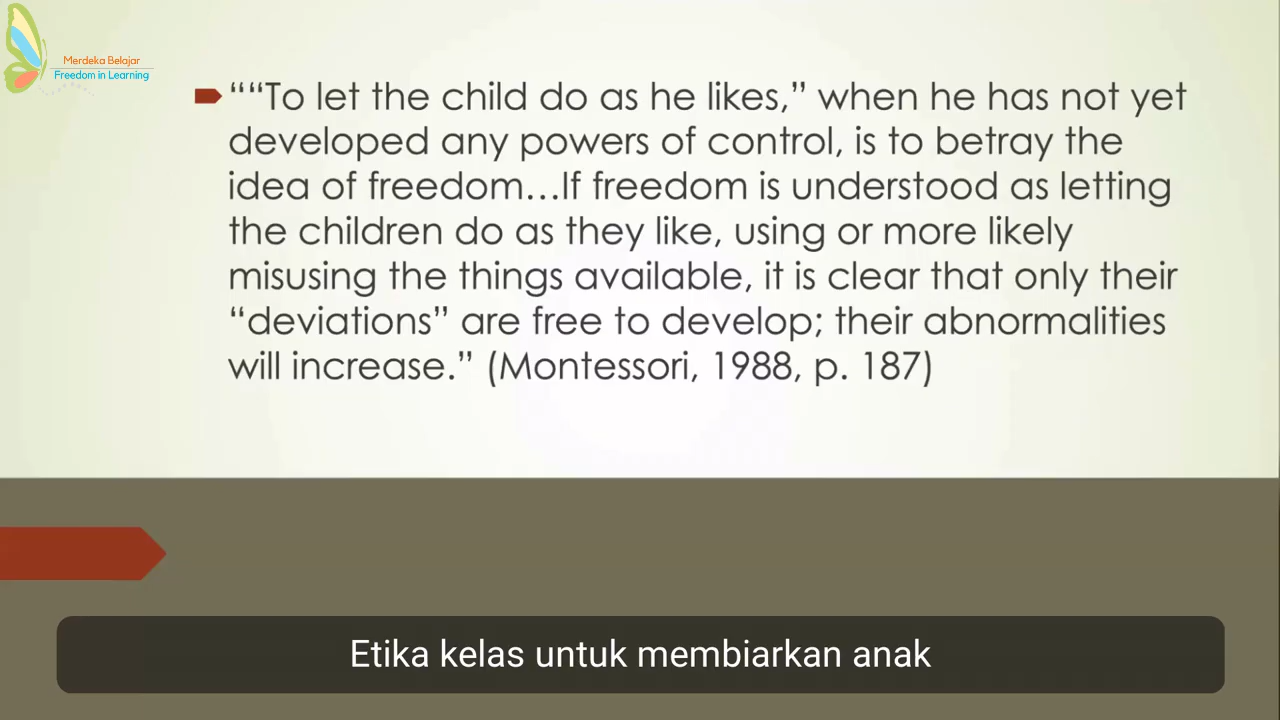 Merdeka Belajar
Freedom in Learning
““To let the child do as he likes,” when he has not yet
developed any powers of control, is to betray the
idea of freedom…If freedom is understood as letting
the children do as they like, using or more likely
misusing the things available, it is clear that only their
“deviations” are free to develop; their abnormalities
will increase.” (Montessori, 1988, p. 187)
Etika kelas untuk membiarkan anak